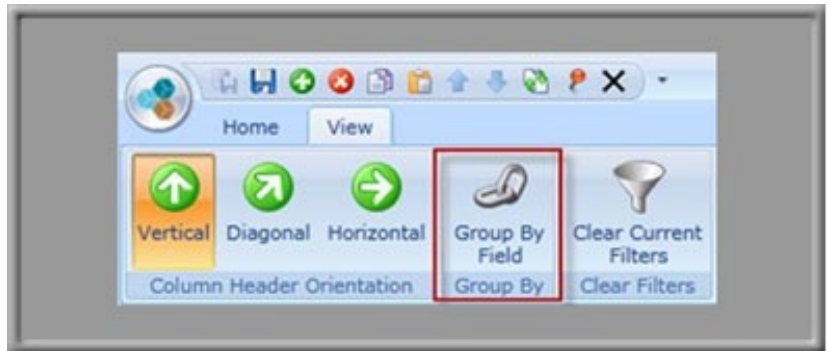 Home View
Vertical Diagonal Horizontal Group By Clear Current
Field Filters
Column Header Orientation Group By Clear Filters